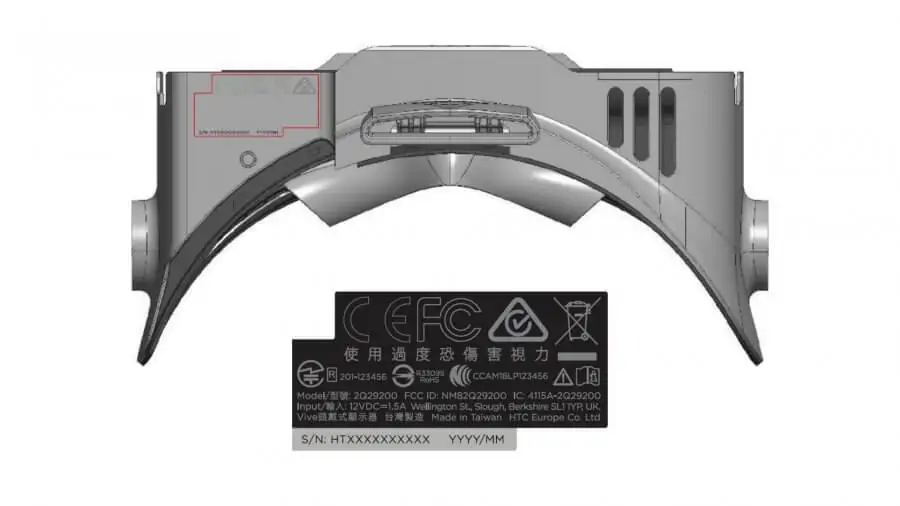 S/N: HTXXXXXXXXXX YYYY/MM
CE FC
使用過度恐傷害視力
R 201-123456 R33099 RoHS CCAM18LP123456
Model/型號: 2Q29200 FCC ID: NM82Q29200 IC: 4115A-2Q29200
Input/輸入: 12VDC⎓1.5A Wellington St., Slough, Berkshire SL1 1YP, UK.
Vive頭戴式顯示器 台灣製造 Made in Taiwan HTC Europe Co. Ltd
S/N: HTXXXXXXXXXX YYYY/MM